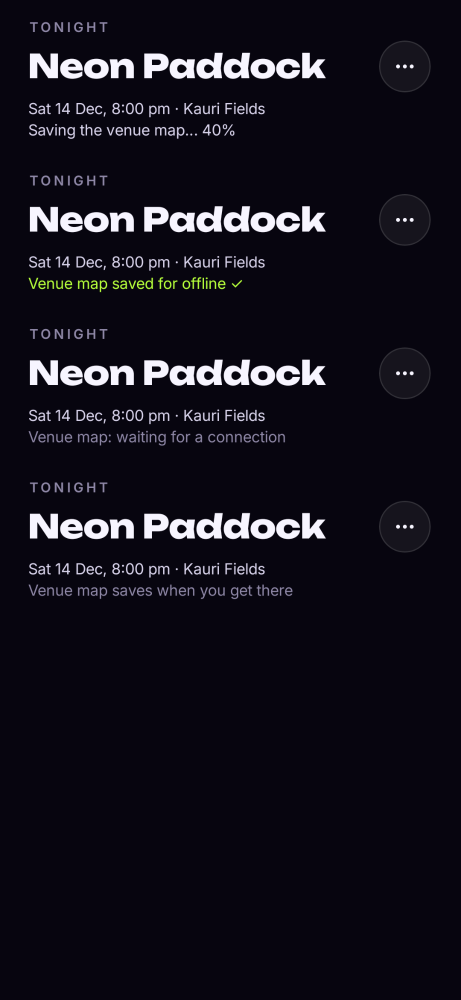 TONIGHT
Neon Paddock
Sat 14 Dec, 8:00 pm · Kauri Fields
Saving the venue map... 40%
TONIGHT
Neon Paddock
Sat 14 Dec, 8:00 pm · Kauri Fields
Venue map saved for offline ✓
TONIGHT
Neon Paddock
Sat 14 Dec, 8:00 pm · Kauri Fields
Venue map: waiting for a connection
TONIGHT
Neon Paddock
Sat 14 Dec, 8:00 pm · Kauri Fields
Venue map saves when you get there